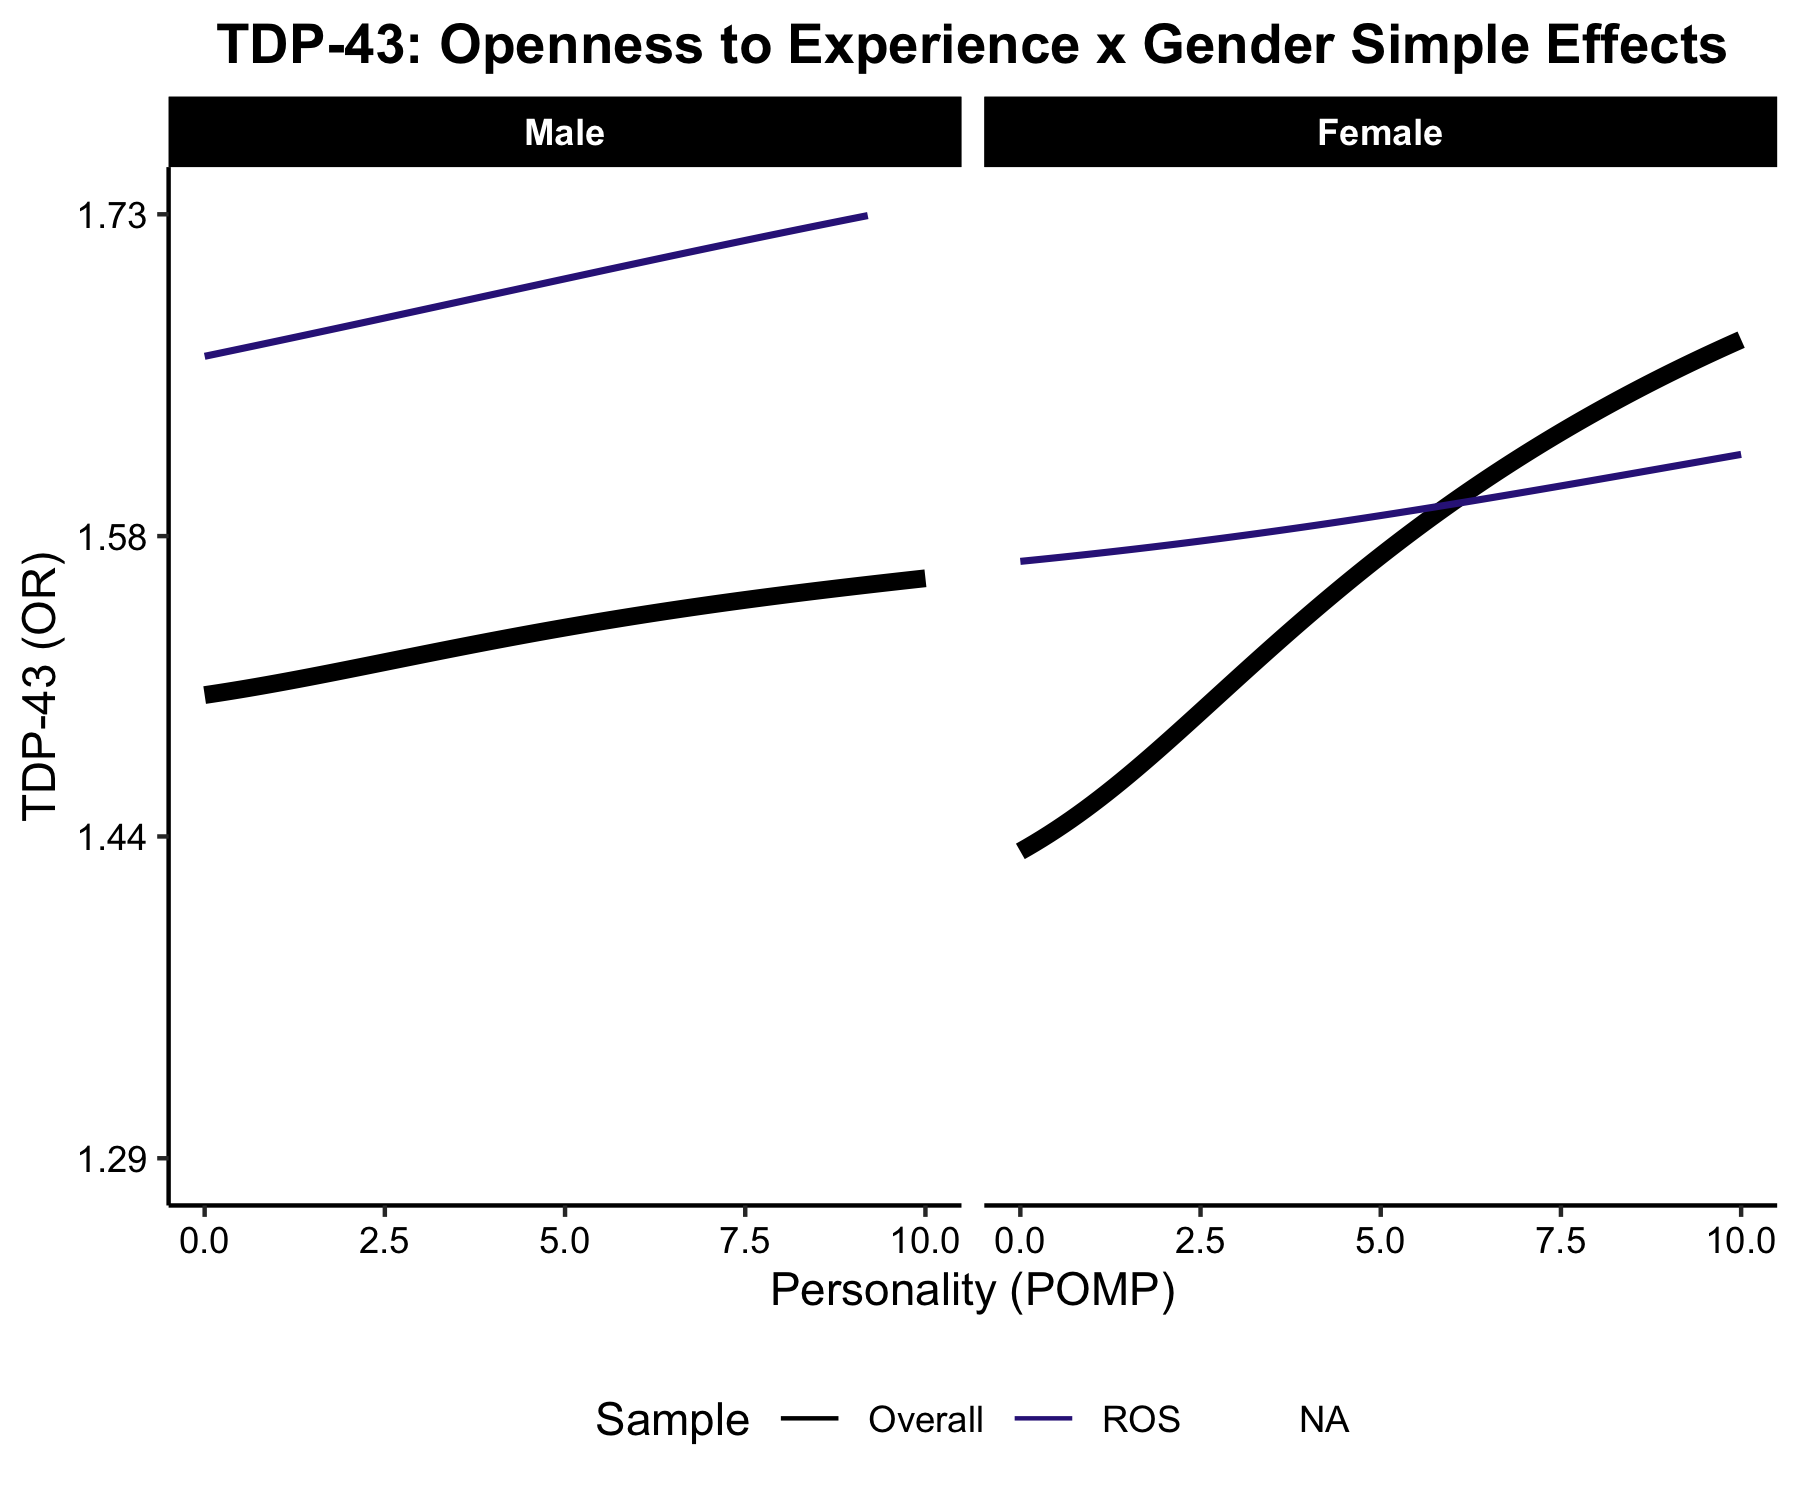 TDP-43: Openness to Experience x Gender Simple Effects
Male Female
TDP-43 (OR)
1.73
1.58
1.44
1.29
0.0 2.5 5.0 7.5 10.0 0.0 2.5 5.0 7.5 10.0
Personality (POMP)
Sample Overall ROS NA